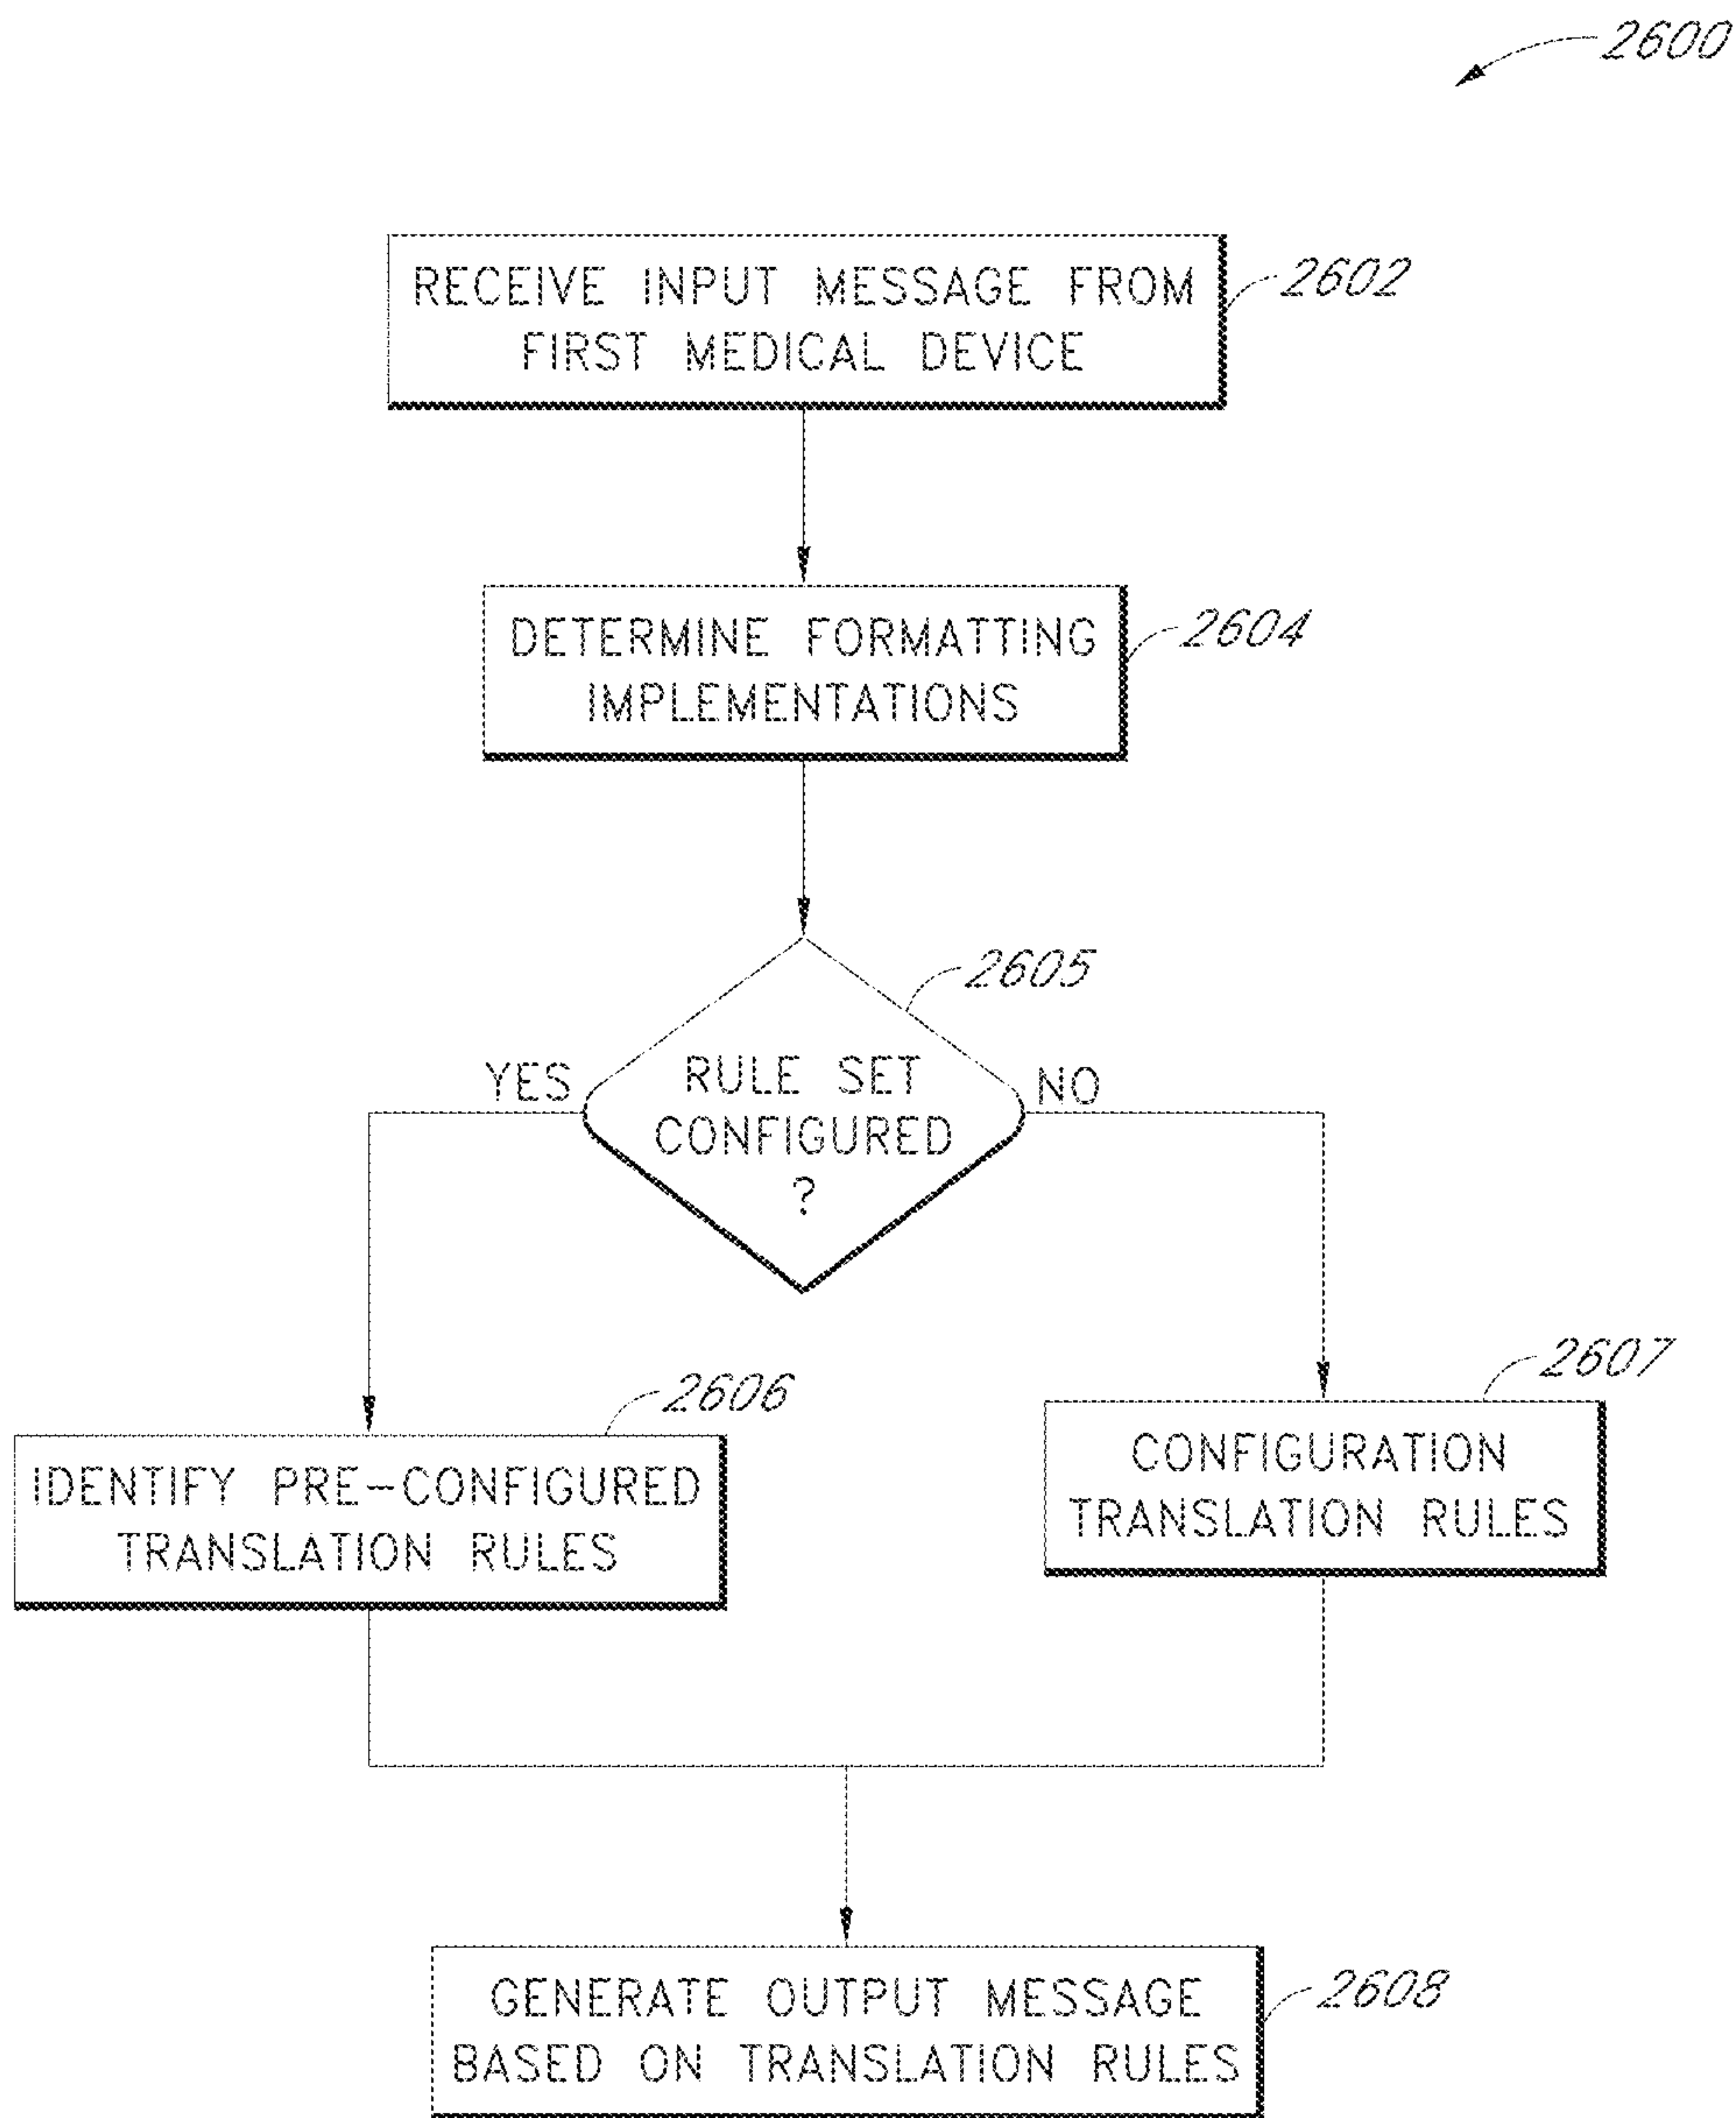 2600
RECEIVE INPUT MESSAGE FROM
FIRST MEDICAL DEVICE
2602
DETERMINE FORMATTING
IMPLEMENTATIONS
2604
2605
YES
RULE SET
CONFIGURED
?
NO
2606
IDENTIFY PRE-CONFIGURED
TRANSLATION RULES
2607
CONFIGURATION
TRANSLATION RULES
GENERATE OUTPUT MESSAGE
BASED ON TRANSLATION RULES
2608